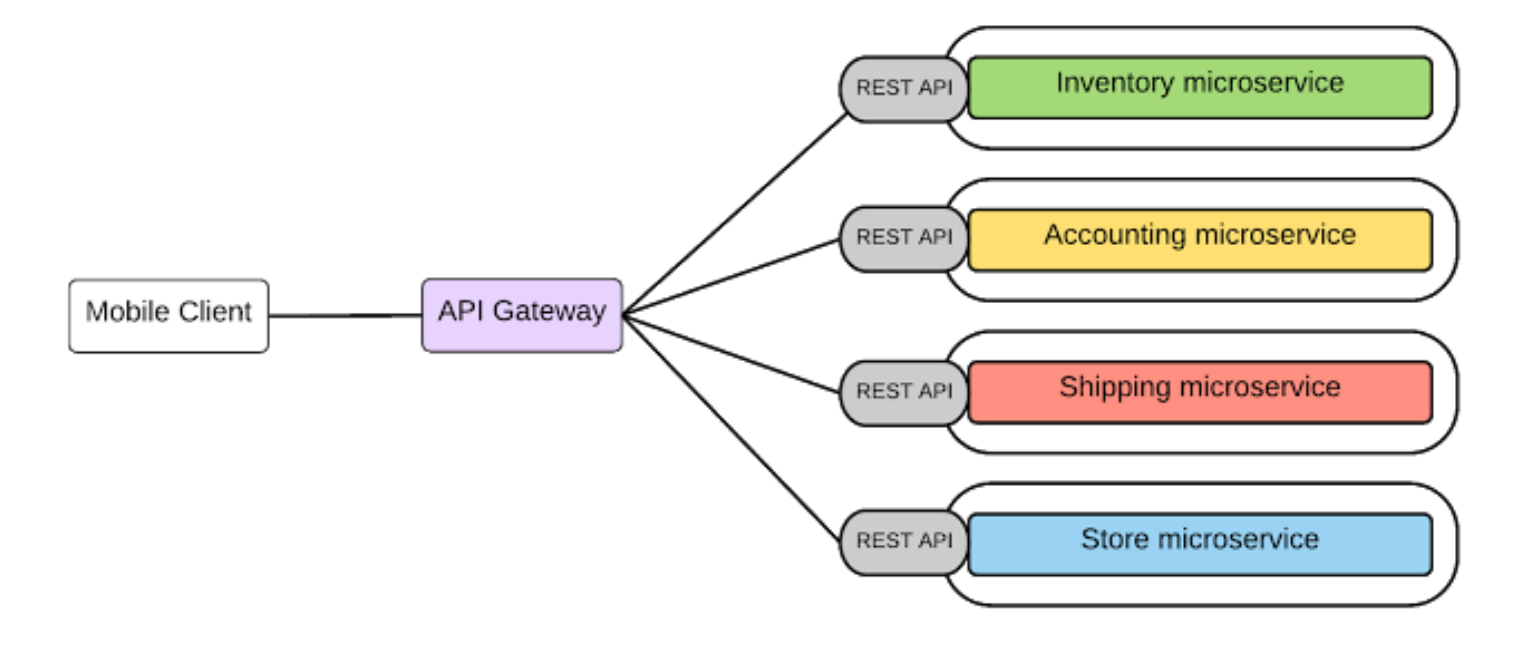 Mobile Client
API Gateway
REST API
Inventory microservice
REST API
Accounting microservice
REST API
Shipping microservice
REST API
Store microservice